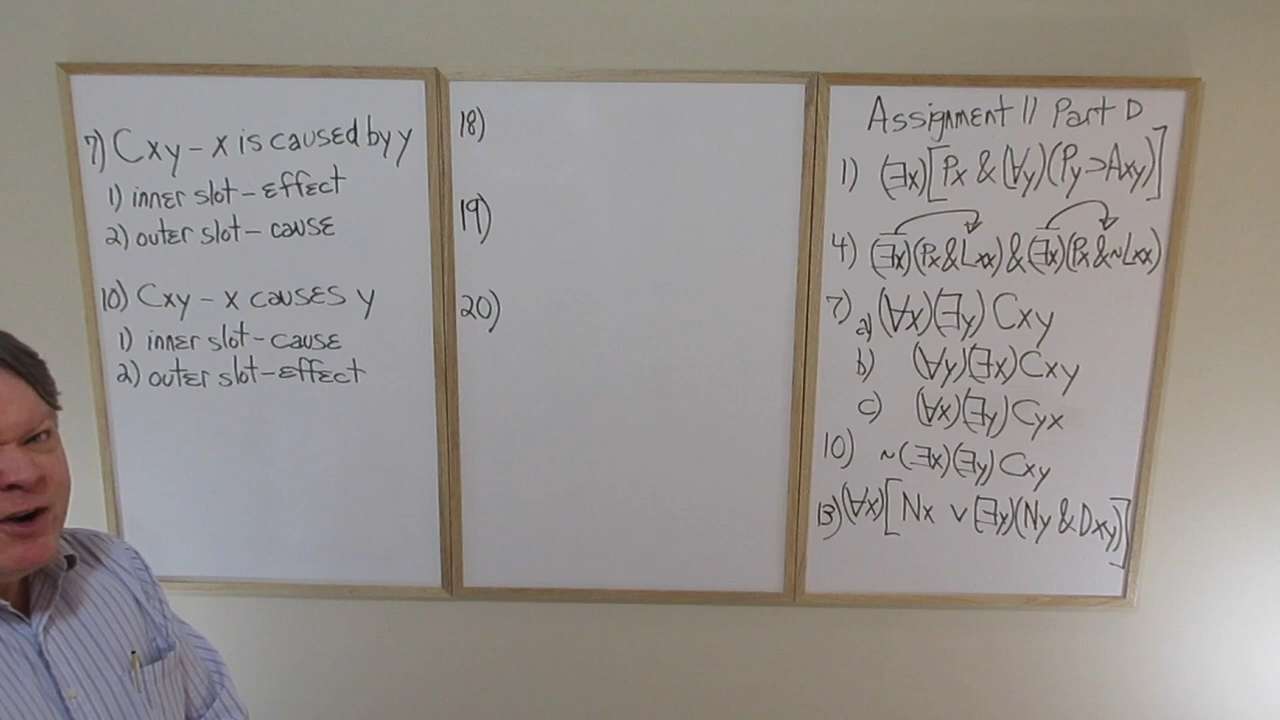 7) Cxy - x is caused by y
1) inner slot - effect
2) outer slot - cause
10) Cxy - x causes y
1) inner slot - cause
2) outer slot - effect
18)
19)
20)
Assignment 11 Part D
1) (∃x)[Px & (∀y)(Py ⊃ Axy)]
4) (∃x)(Px & Lxx) & (∃x)(Px & ~Lxx)
7) a) (∀x)(∃y) Cxy
b) (∀y)(∃x) Cxy
c) (∀x)(∃y) Cyx
10) ~(∃x)(∃y) Cxy
13) (∀x)[Nx v (∃y)(Ny & Dxy)]